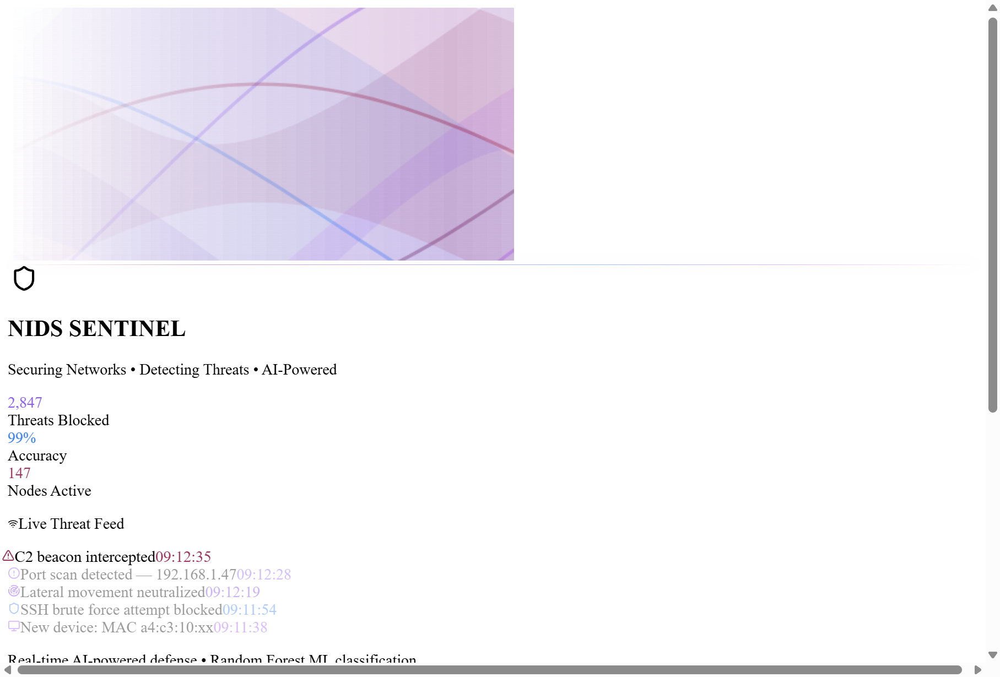 NIDS SENTINEL
Securing Networks • Detecting Threats • AI-Powered
2,847
Threats Blocked
99%
Accuracy
147
Nodes Active
Live Threat Feed
C2 beacon intercepted09:12:35
Port scan detected — 192.168.1.4709:12:28
Lateral movement neutralized09:12:19
SSH brute force attempt blocked09:11:54
New device: MAC a4:c3:10:xx09:11:38
Real-time AI-powered defense • Random Forest ML classification